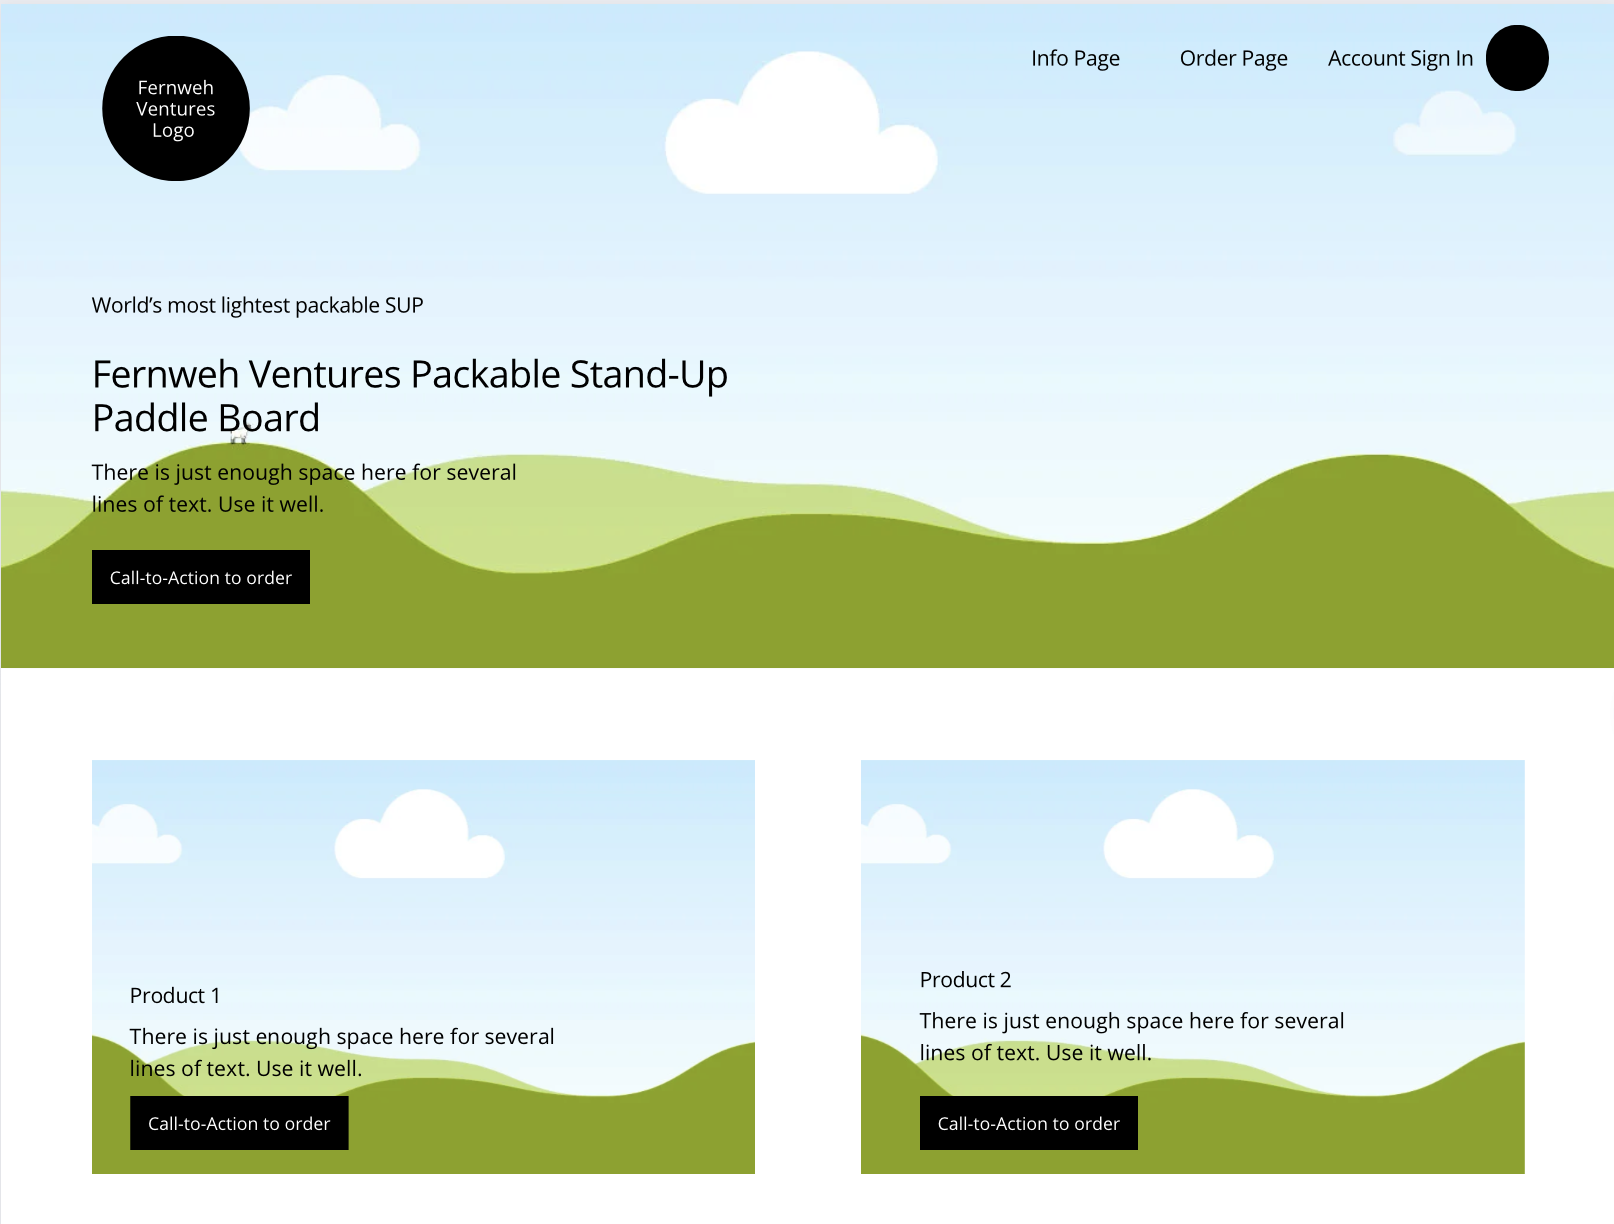 Fernweh
Ventures
Logo
Info Page
Order Page
Account Sign In
World’s most lightest packable SUP
Fernweh Ventures Packable Stand-Up
Paddle Board
There is just enough space here for several
lines of text. Use it well.
Call-to-Action to order
Product 1
There is just enough space here for several
lines of text. Use it well.
Call-to-Action to order
Product 2
There is just enough space here for several
lines of text. Use it well.
Call-to-Action to order